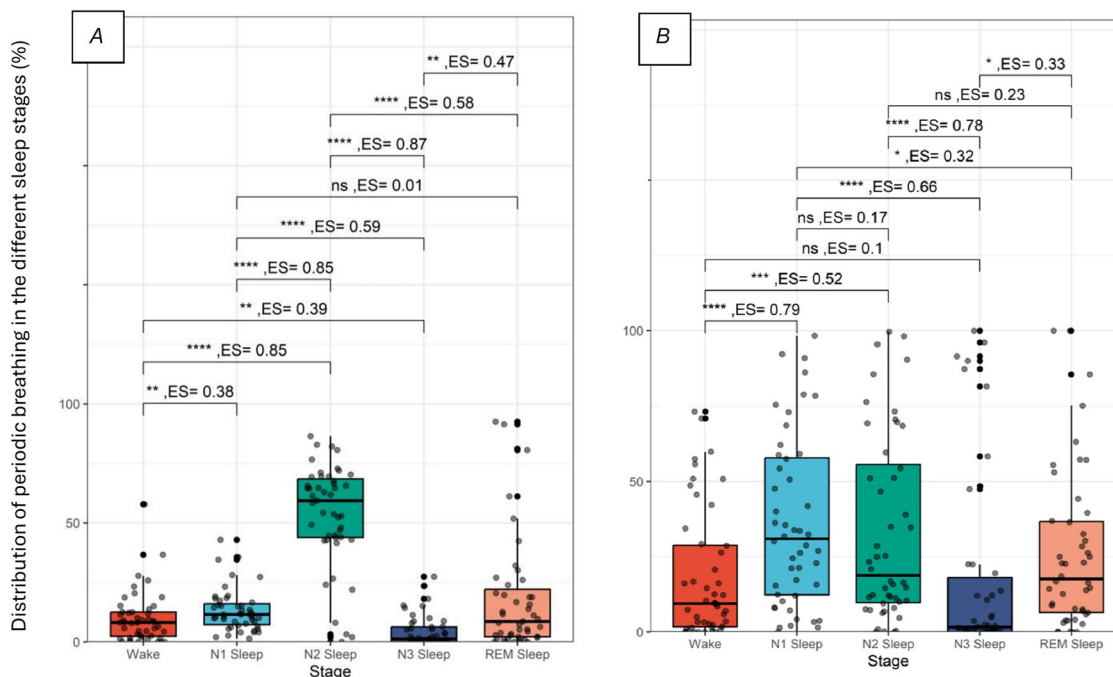 Distribution of periodic breathing in the different sleep stages (%)
A
** ,ES= 0.47
**** ,ES= 0.58
**** ,ES= 0.87
ns ,ES= 0.01
**** ,ES= 0.59
**** ,ES= 0.85
** ,ES= 0.39
**** ,ES= 0.85
** ,ES= 0.38
100
50
0
Wake N1 Sleep N2 Sleep N3 Sleep REM Sleep
Stage
B
* ,ES= 0.33
ns ,ES= 0.23
**** ,ES= 0.78
* ,ES= 0.32
**** ,ES= 0.66
ns ,ES= 0.17
ns ,ES= 0.1
*** ,ES= 0.52
**** ,ES= 0.79
100
50
0
Wake N1 Sleep N2 Sleep N3 Sleep REM Sleep
Stage